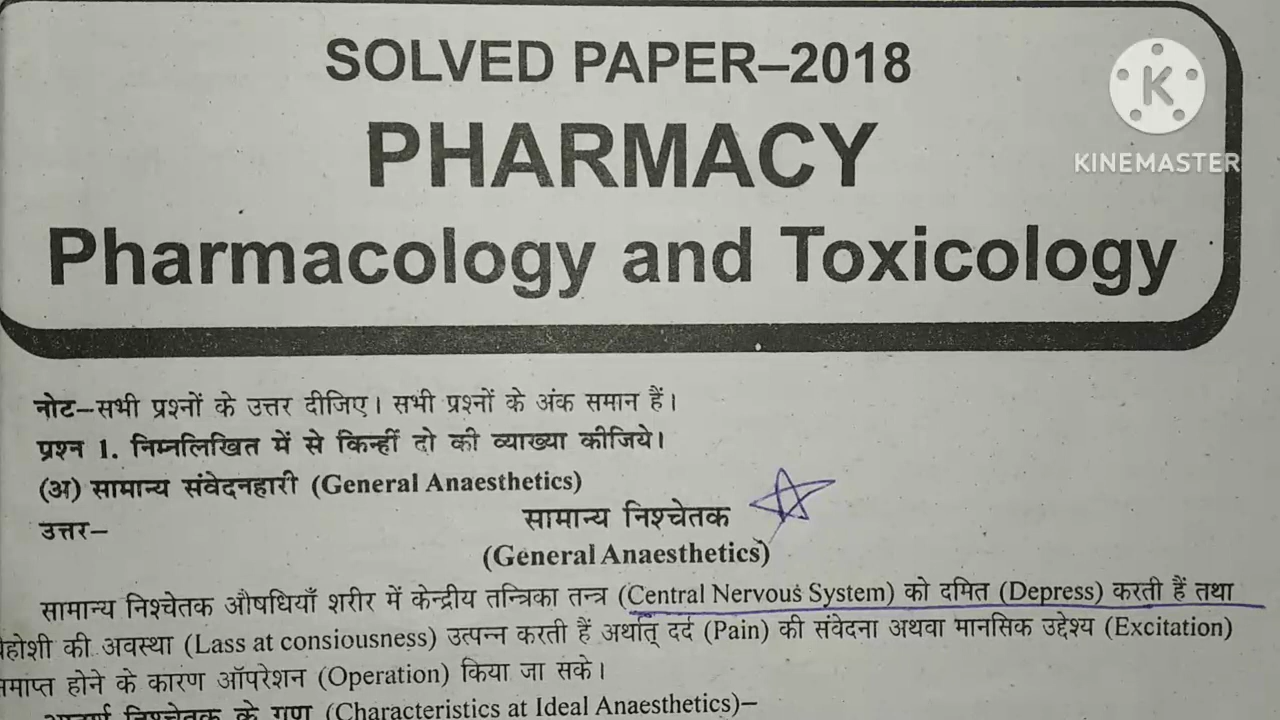 SOLVED PAPER–2018
K
KINEMASTER
PHARMACY
Pharmacology and Toxicology
नोट–सभी प्रश्नों के उत्तर दीजिए। सभी प्रश्नों के अंक समान हैं।
प्रश्न 1. निम्नलिखित में से किन्हीं दो की व्याख्या कीजिये।
(अ) सामान्य संवेदनहारी (General Anaesthetics)
उत्तर–
सामान्य निश्चेतक
(General Anaesthetics)
सामान्य निश्चेतक औषधियाँ शरीर में केन्द्रीय तन्त्रिका तन्त्र (Central Nervous System) को दमित (Depress) करती हैं तथा
की अवस्था (Lass at consiousness) उत्पन्न करती हैं अर्थात् दर्द (Pain) की संवेदना अथवा मानसिक उद्देश्य (Excitation)
होने के कारण ऑपरेशन (Operation) किया जा सके।
निश्चेतक के गुण (Characteristics at Ideal Anaesthetics)–